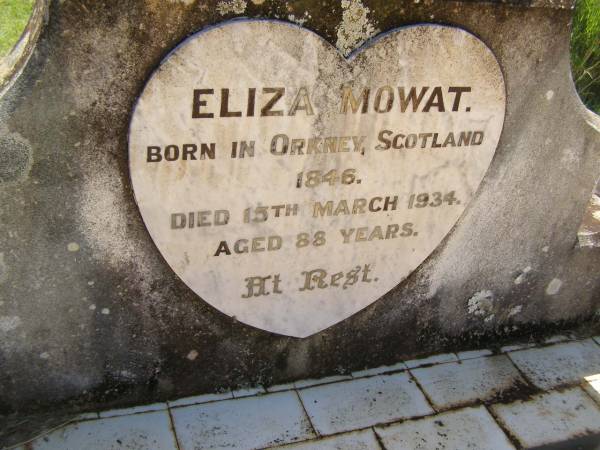 ELIZA MOWAT.
BORN IN ORKNEY, SCOTLAND
1846.
DIED 15TH MARCH 1934.
AGED 88 YEARS.
At Rest.